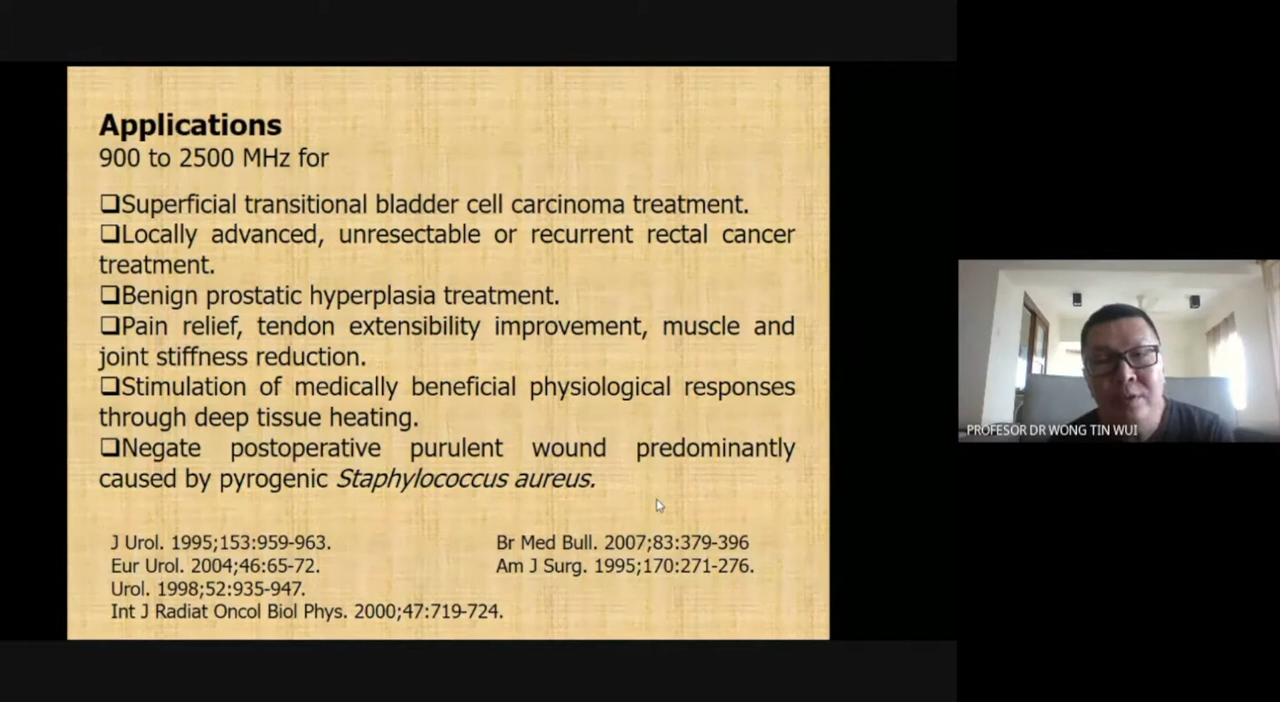 Applications
900 to 2500 MHz for
❑Superficial transitional bladder cell carcinoma treatment.
❑Locally advanced, unresectable or recurrent rectal cancer
treatment.
❑Benign prostatic hyperplasia treatment.
❑Pain relief, tendon extensibility improvement, muscle and
joint stiffness reduction.
❑Stimulation of medically beneficial physiological responses
through deep tissue heating.
❑Negate postoperative purulent wound predominantly
caused by pyrogenic Staphylococcus aureus.
J Urol. 1995;153:959-963.
Eur Urol. 2004;46:65-72.
Urol. 1998;52:935-947.
Int J Radiat Oncol Biol Phys. 2000;47:719-724.
Br Med Bull. 2007;83:379-396
Am J Surg. 1995;170:271-276.
PROFESOR DR WONG TIN WUI